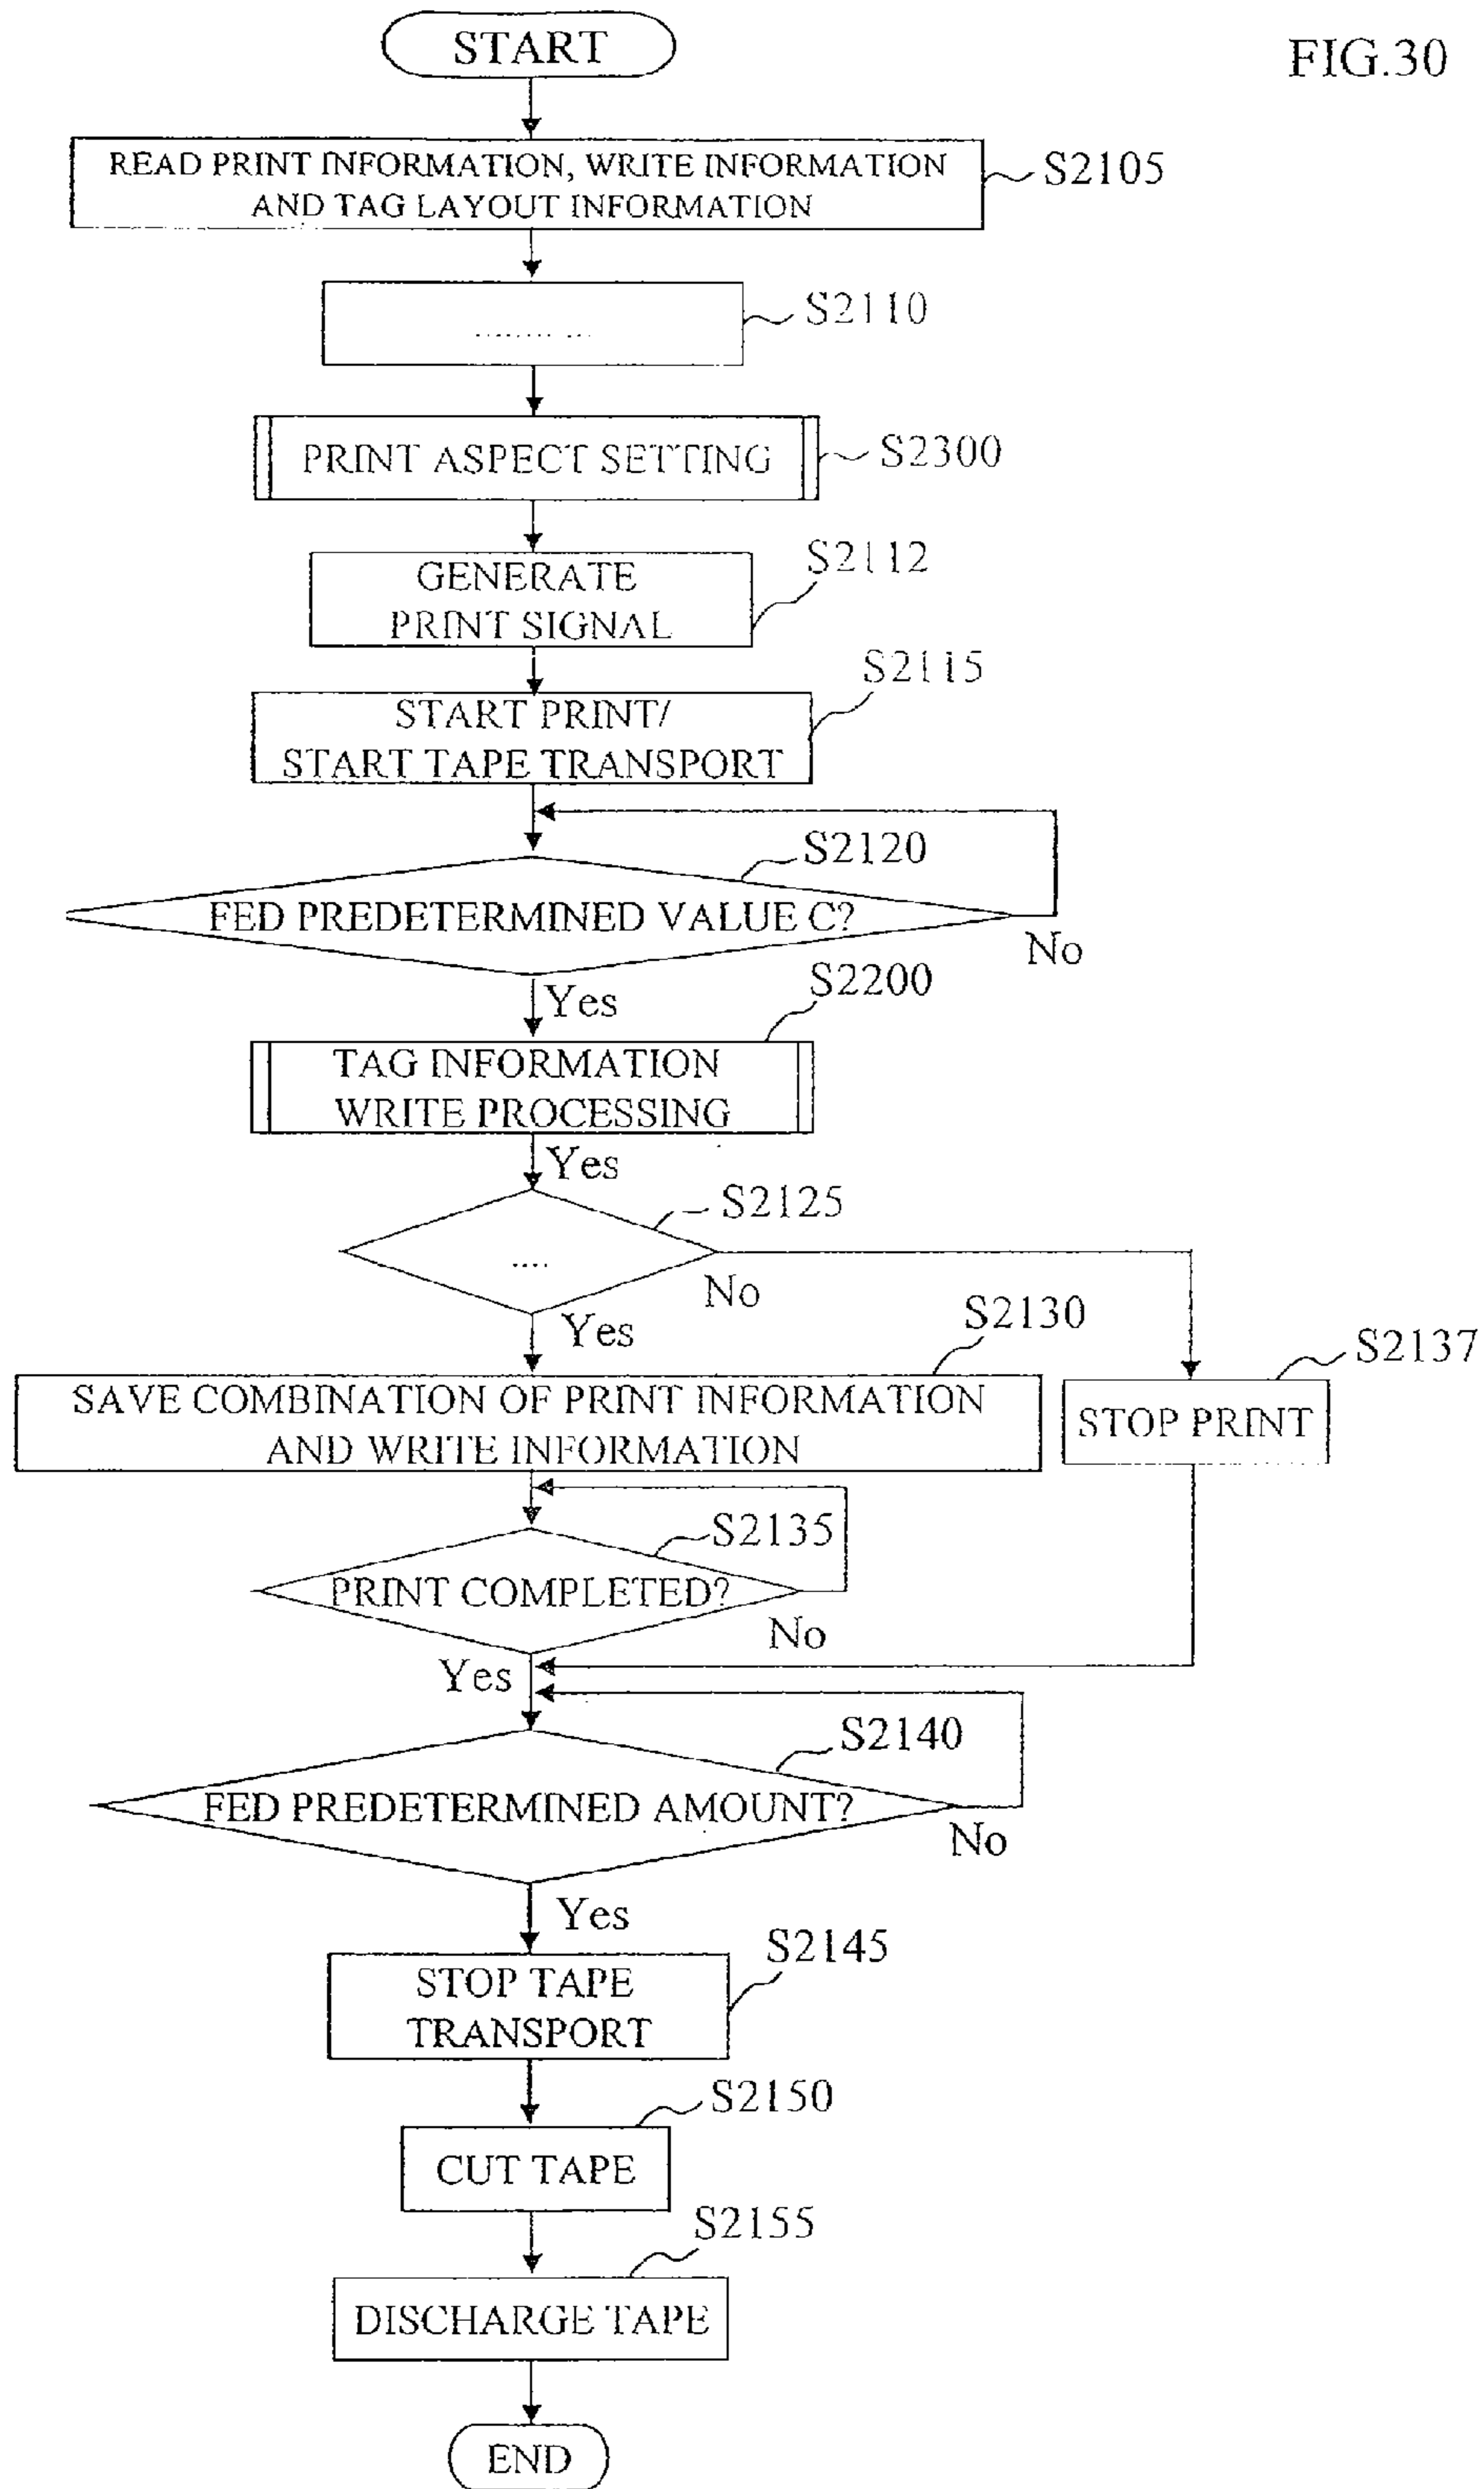 START
FIG.30
READ PRINT INFORMATION, WRITE INFORMATION
AND TAG LAYOUT INFORMATION
S2105
S2110
.........
PRINT ASPECT SETTING
S2300
S2112
GENERATE
PRINT SIGNAL
S2115
START PRINT/
START TAPE TRANSPORT
S2120
FED PREDETERMINED VALUE C?
No
Yes
S2200
TAG INFORMATION
WRITE PROCESSING
Yes
S2125
....
No
Yes
S2130
S2137
SAVE COMBINATION OF PRINT INFORMATION
AND WRITE INFORMATION
STOP PRINT
S2135
PRINT COMPLETED?
No
Yes
S2140
FED PREDETERMINED AMOUNT?
No
Yes
S2145
STOP TAPE
TRANSPORT
S2150
CUT TAPE
S2155
DISCHARGE TAPE
END